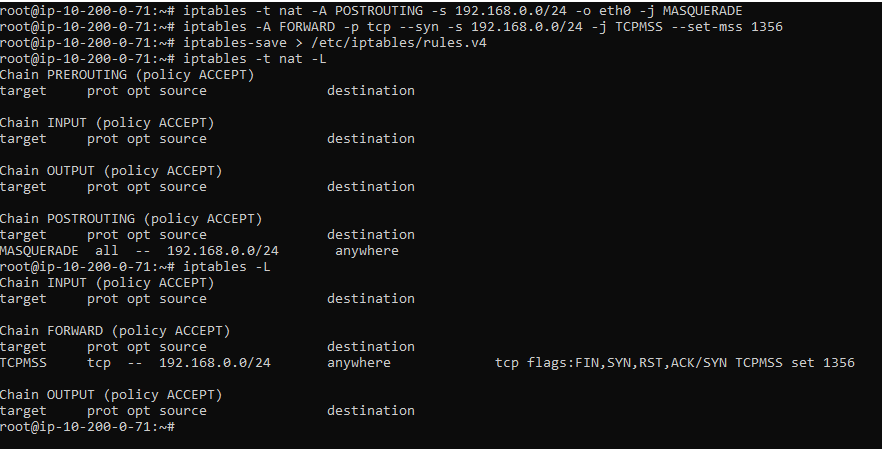 root@ip-10-200-0-71:~# iptables -t nat -A POSTROUTING -s 192.168.0.0/24 -o eth0 -j MASQUERADE
root@ip-10-200-0-71:~# iptables -A FORWARD -p tcp --syn -s 192.168.0.0/24 -j TCPMSS --set-mss 1356
root@ip-10-200-0-71:~# iptables-save > /etc/iptables/rules.v4
root@ip-10-200-0-71:~# iptables -t nat -L
Chain PREROUTING (policy ACCEPT)
target     prot opt source               destination

Chain INPUT (policy ACCEPT)
target     prot opt source               destination

Chain OUTPUT (policy ACCEPT)
target     prot opt source               destination

Chain POSTROUTING (policy ACCEPT)
target     prot opt source               destination
MASQUERADE  all  --  192.168.0.0/24       anywhere
root@ip-10-200-0-71:~# iptables -L
Chain INPUT (policy ACCEPT)
target     prot opt source               destination

Chain FORWARD (policy ACCEPT)
target     prot opt source               destination
TCPMSS     tcp  --  192.168.0.0/24       anywhere             tcp flags:FIN,SYN,RST,ACK/SYN TCPMSS set 1356

Chain OUTPUT (policy ACCEPT)
target     prot opt source               destination
root@ip-10-200-0-71:~#